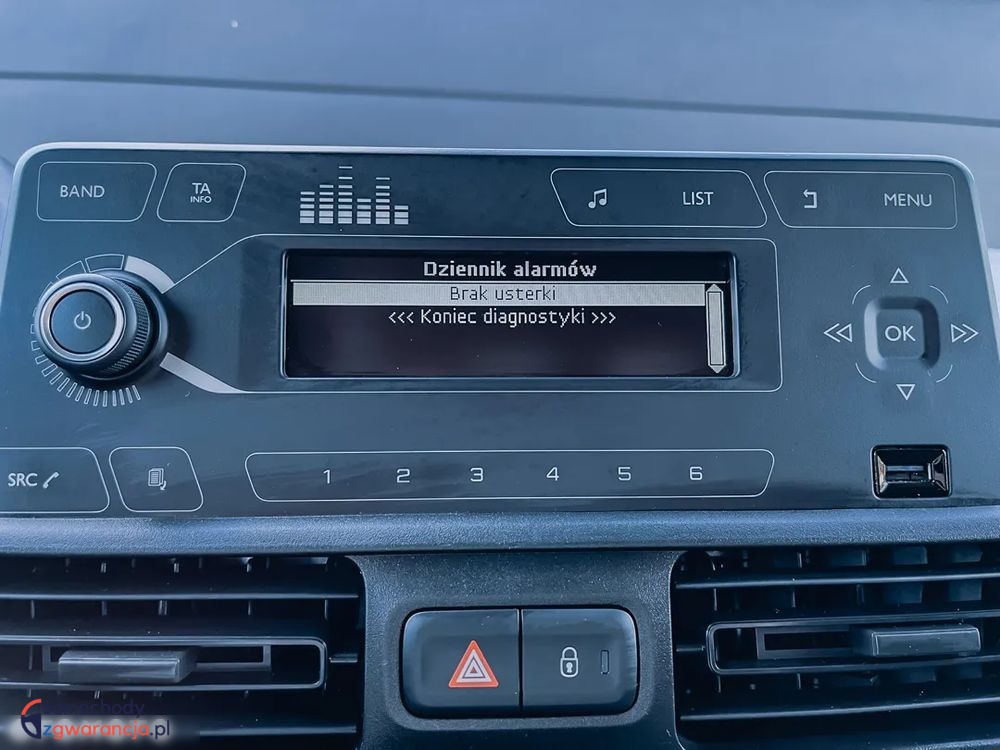 BAND
TA
INFO
LIST
MENU
Dziennik alarmów
Brak usterki
<<< Koniec diagnostyki >>>
OK
SRC
1 2 3 4 5 6
samochody
zgwarancja.pl